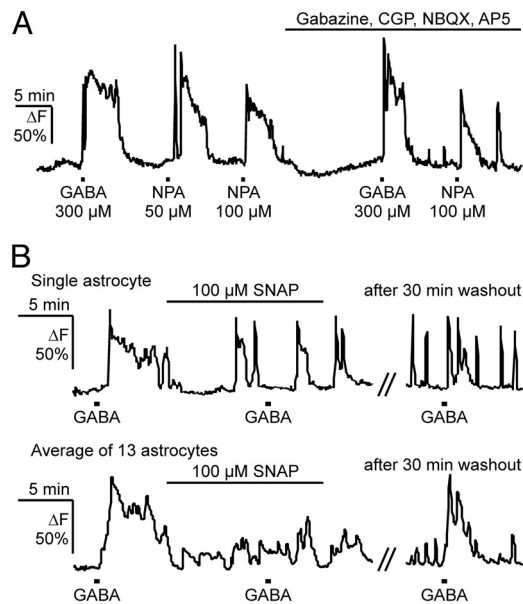 A
Gabazine, CGP, NBQX, AP5
5 min
ΔF
50%
GABA NPA NPA GABA NPA
300 µM 50 µM 100 µM 300 µM 100 µM
B
Single astrocyte
100 µM SNAP
after 30 min washout
5 min
ΔF
50%
GABA GABA GABA
Average of 13 astrocytes
100 µM SNAP
after 30 min washout
5 min
ΔF
50%
GABA GABA GABA